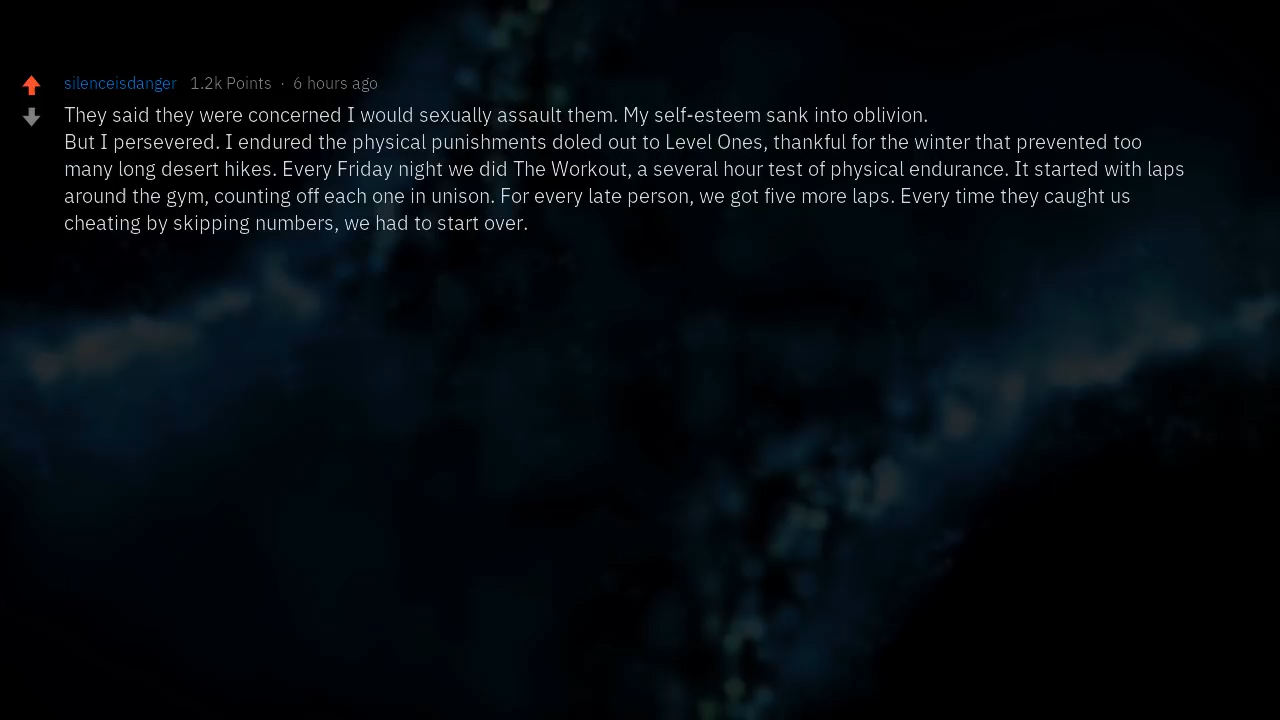 silenceisdanger 1.2k Points · 6 hours ago
They said they were concerned I would sexually assault them. My self-esteem sank into oblivion.
But I persevered. I endured the physical punishments doled out to Level Ones, thankful for the winter that prevented too
many long desert hikes. Every Friday night we did The Workout, a several hour test of physical endurance. It started with laps
around the gym, counting off each one in unison. For every late person, we got five more laps. Every time they caught us
cheating by skipping numbers, we had to start over.